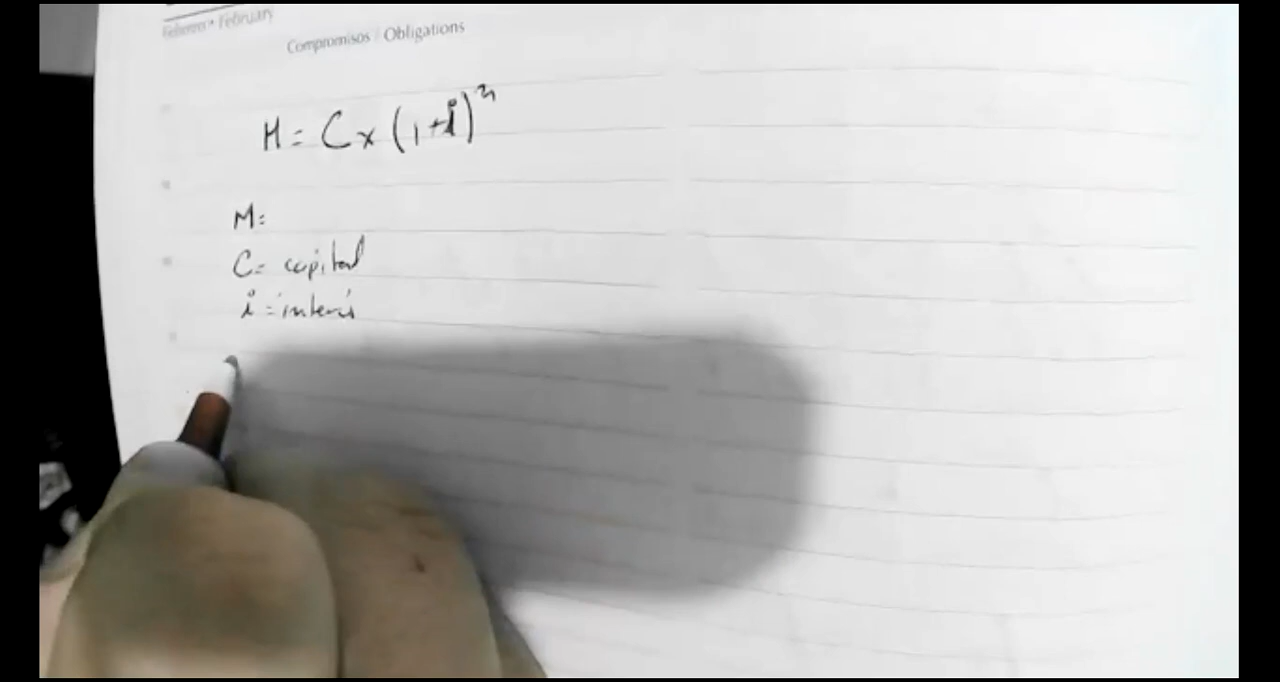 Febrero • February
Compromisos / Obligations
M = C x (1+i)^n
M=
C= capital
i = interés